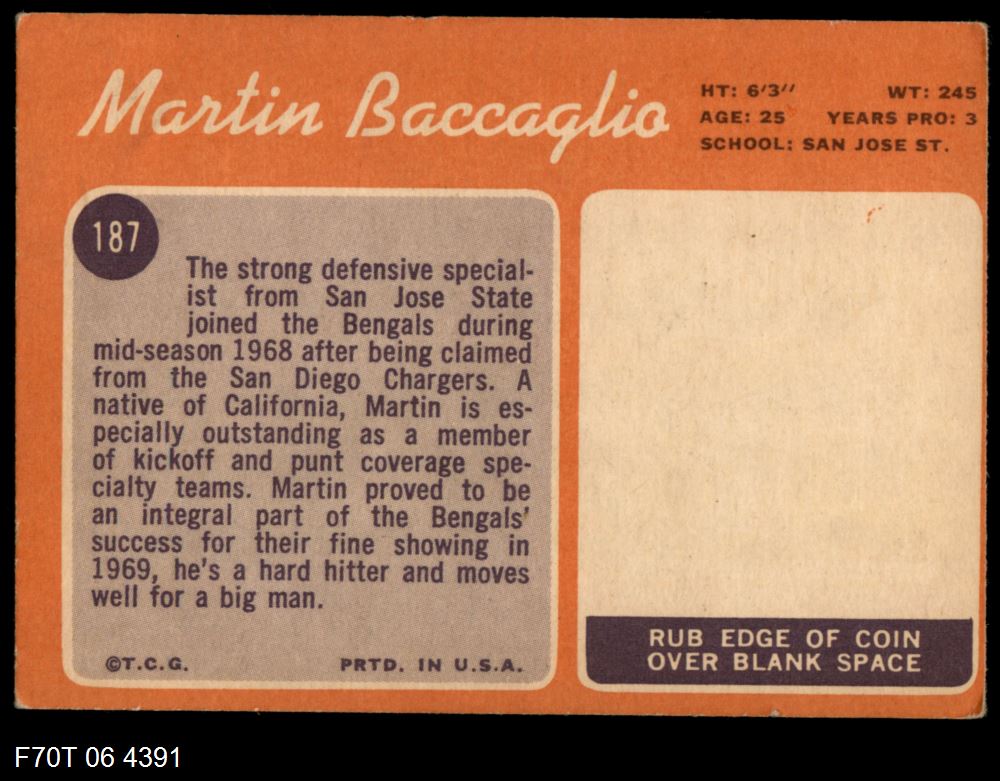 Martin Baccaglio
HT: 6'3" WT: 245
AGE: 25 YEARS PRO: 3
SCHOOL: SAN JOSE ST.
187
The strong defensive special-
ist from San Jose State
joined the Bengals during
mid-season 1968 after being claimed
from the San Diego Chargers. A
native of California, Martin is es-
pecially outstanding as a member
of kickoff and punt coverage spe-
cialty teams. Martin proved to be
an integral part of the Bengals'
success for their fine showing in
1969, he's a hard hitter and moves
well for a big man.
©T.C.G. PRTD. IN U.S.A.
RUB EDGE OF COIN
OVER BLANK SPACE
F70T 06 4391